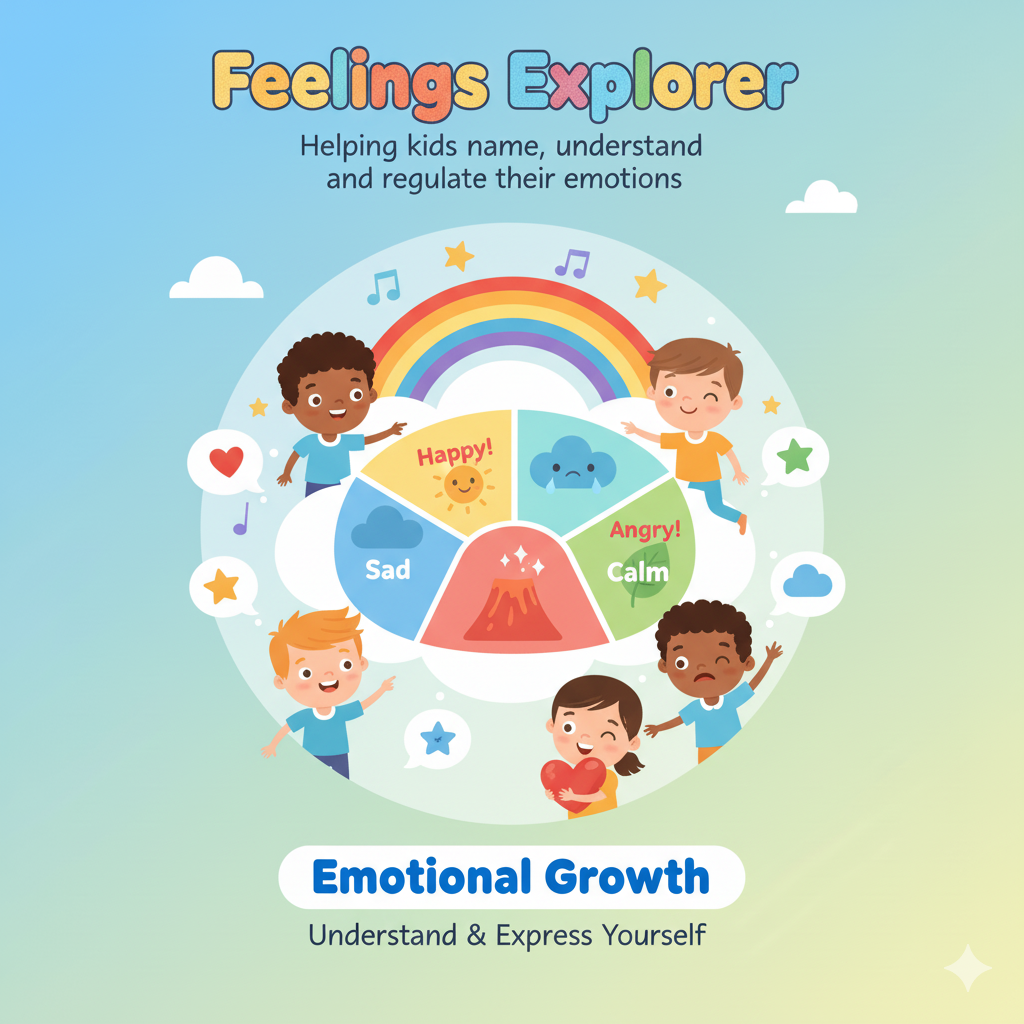 Feelings Explorer
Helping kids name, understand
and regulate their emotions
Happy!
Sad
Angry!
Calm
Emotional Growth
Understand & Express Yourself